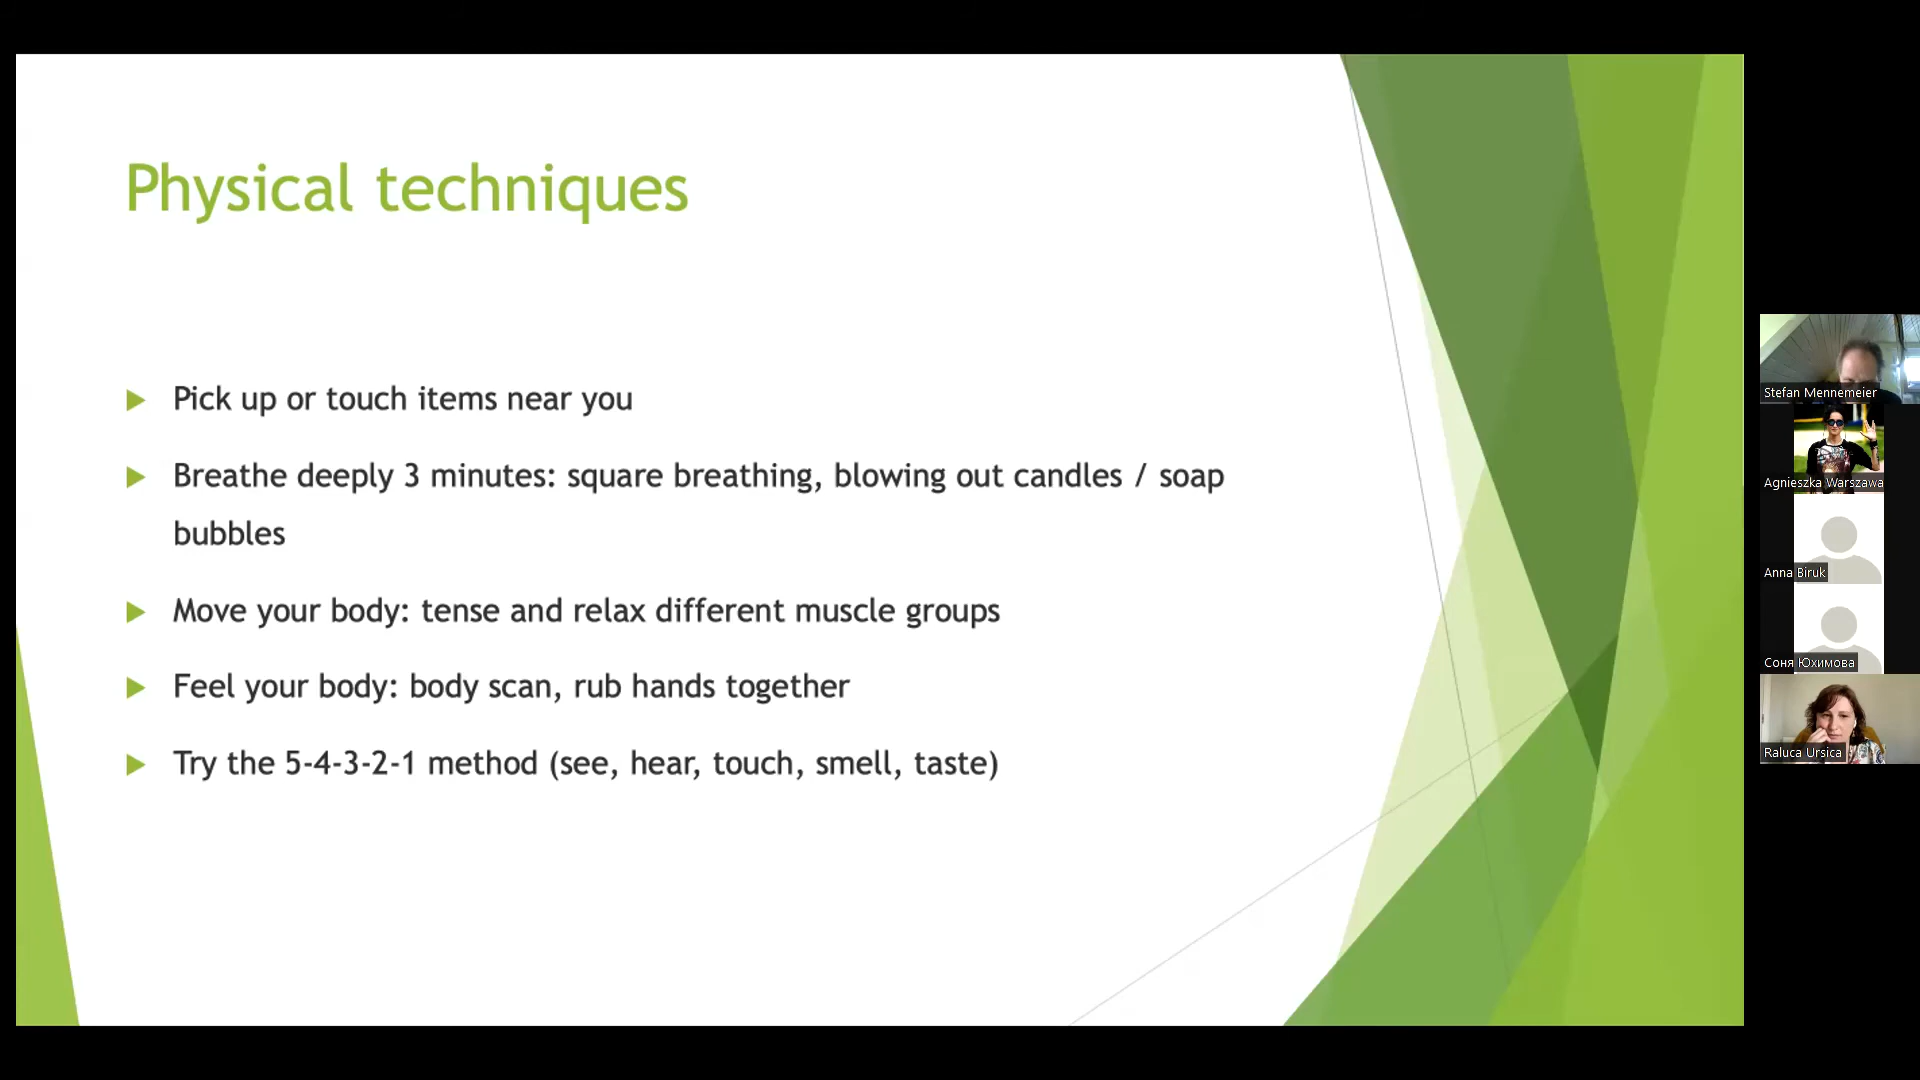 Physical techniques
Pick up or touch items near you
Breathe deeply 3 minutes: square breathing, blowing out candles / soap
bubbles
Move your body: tense and relax different muscle groups
Feel your body: body scan, rub hands together
Try the 5-4-3-2-1 method (see, hear, touch, smell, taste)
Stefan Mennemeier
Agnieszka Warszawa
Anna Biruk
Соня Юхимова
Raluca Ursica